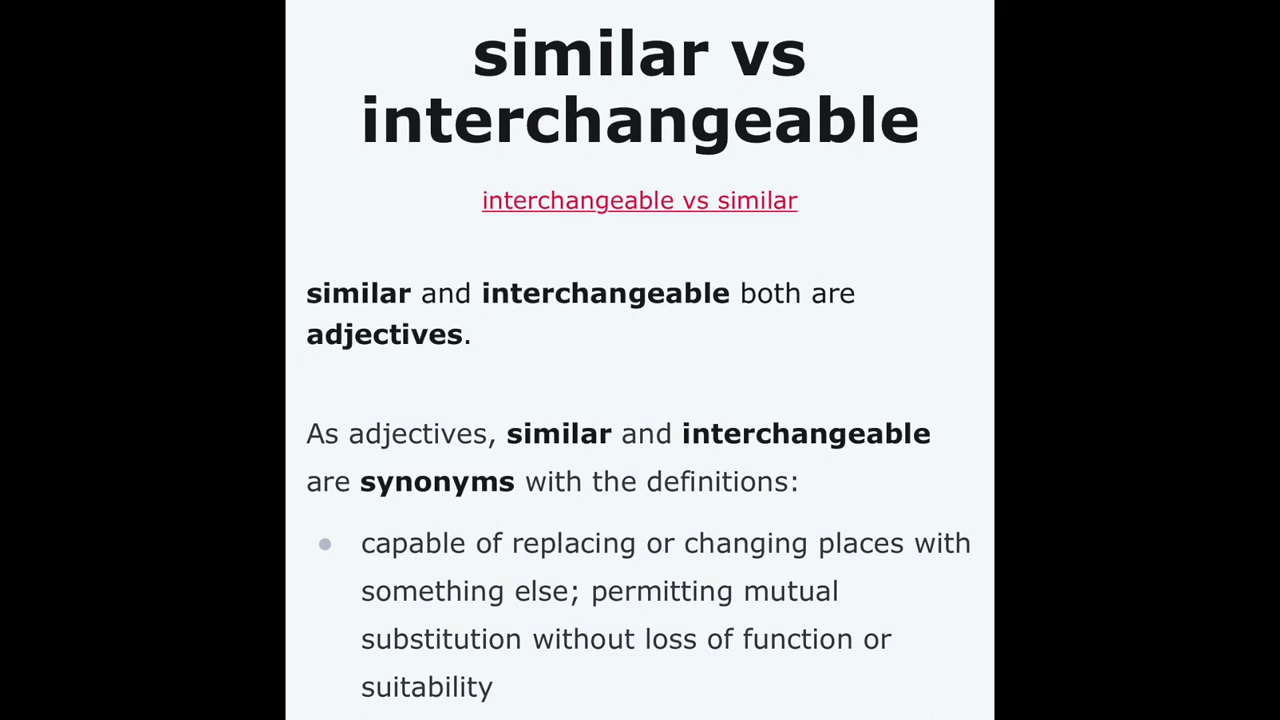 similar vs
interchangeable
interchangeable vs similar
similar and interchangeable both are
adjectives.
As adjectives, similar and interchangeable
are synonyms with the definitions:
capable of replacing or changing places with
something else; permitting mutual
substitution without loss of function or
suitability